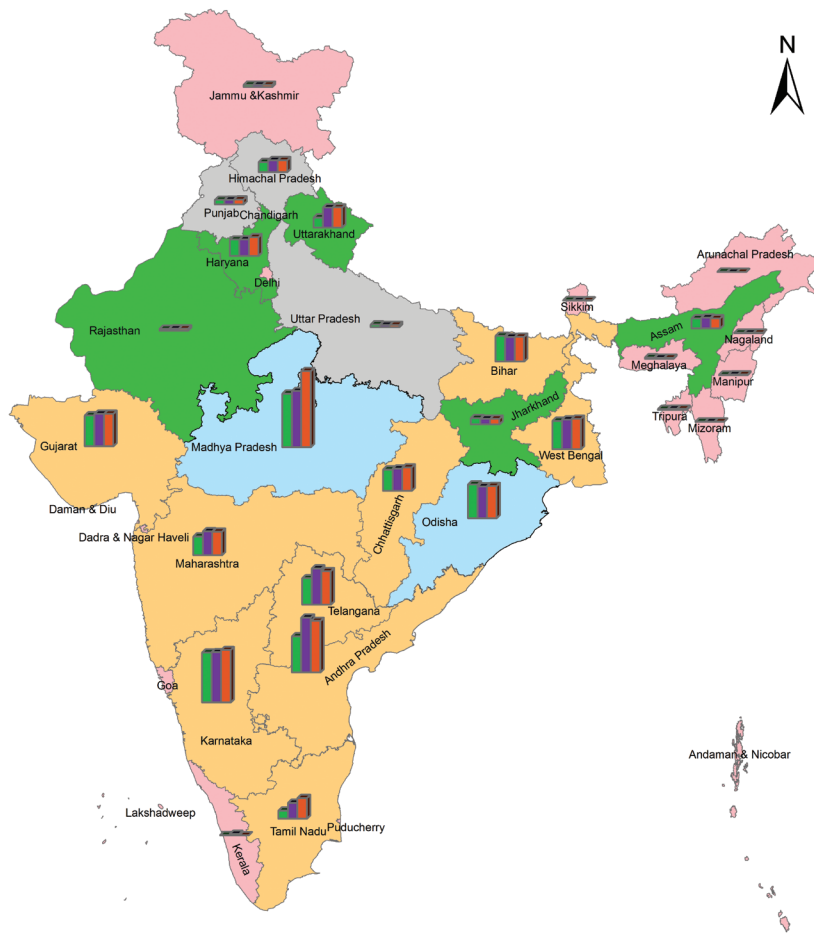 N
Jammu &Kashmir
Himachal Pradesh
Punjab
Chandigarh
Uttarakhand
Haryana
Delhi
Arunachal Pradesh
Sikkim
Rajasthan
Uttar Pradesh
Assam
Nagaland
Bihar
Meghalaya
Manipur
Jharkhand
Tripura
Mizoram
Gujarat
Madhya Pradesh
West Bengal
Daman & Diu
Chhattisgarh
Odisha
Dadra & Nagar Haveli
Maharashtra
Telangana
Andhra Pradesh
Goa
Karnataka
Andaman & Nicobar
Lakshadweep
Tamil Nadu
Puducherry
Kerala